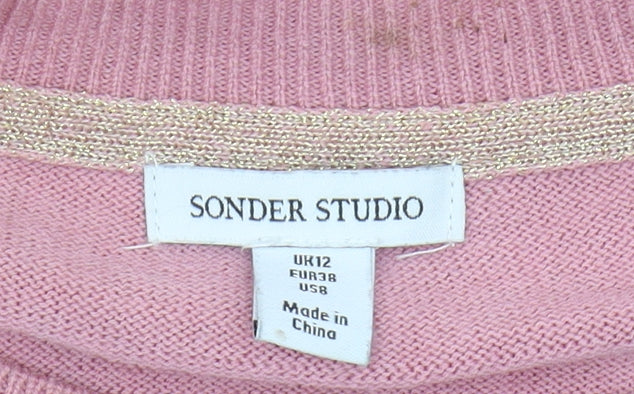 SONDER STUDIO
UK12
EUR38
US8
Made in
China